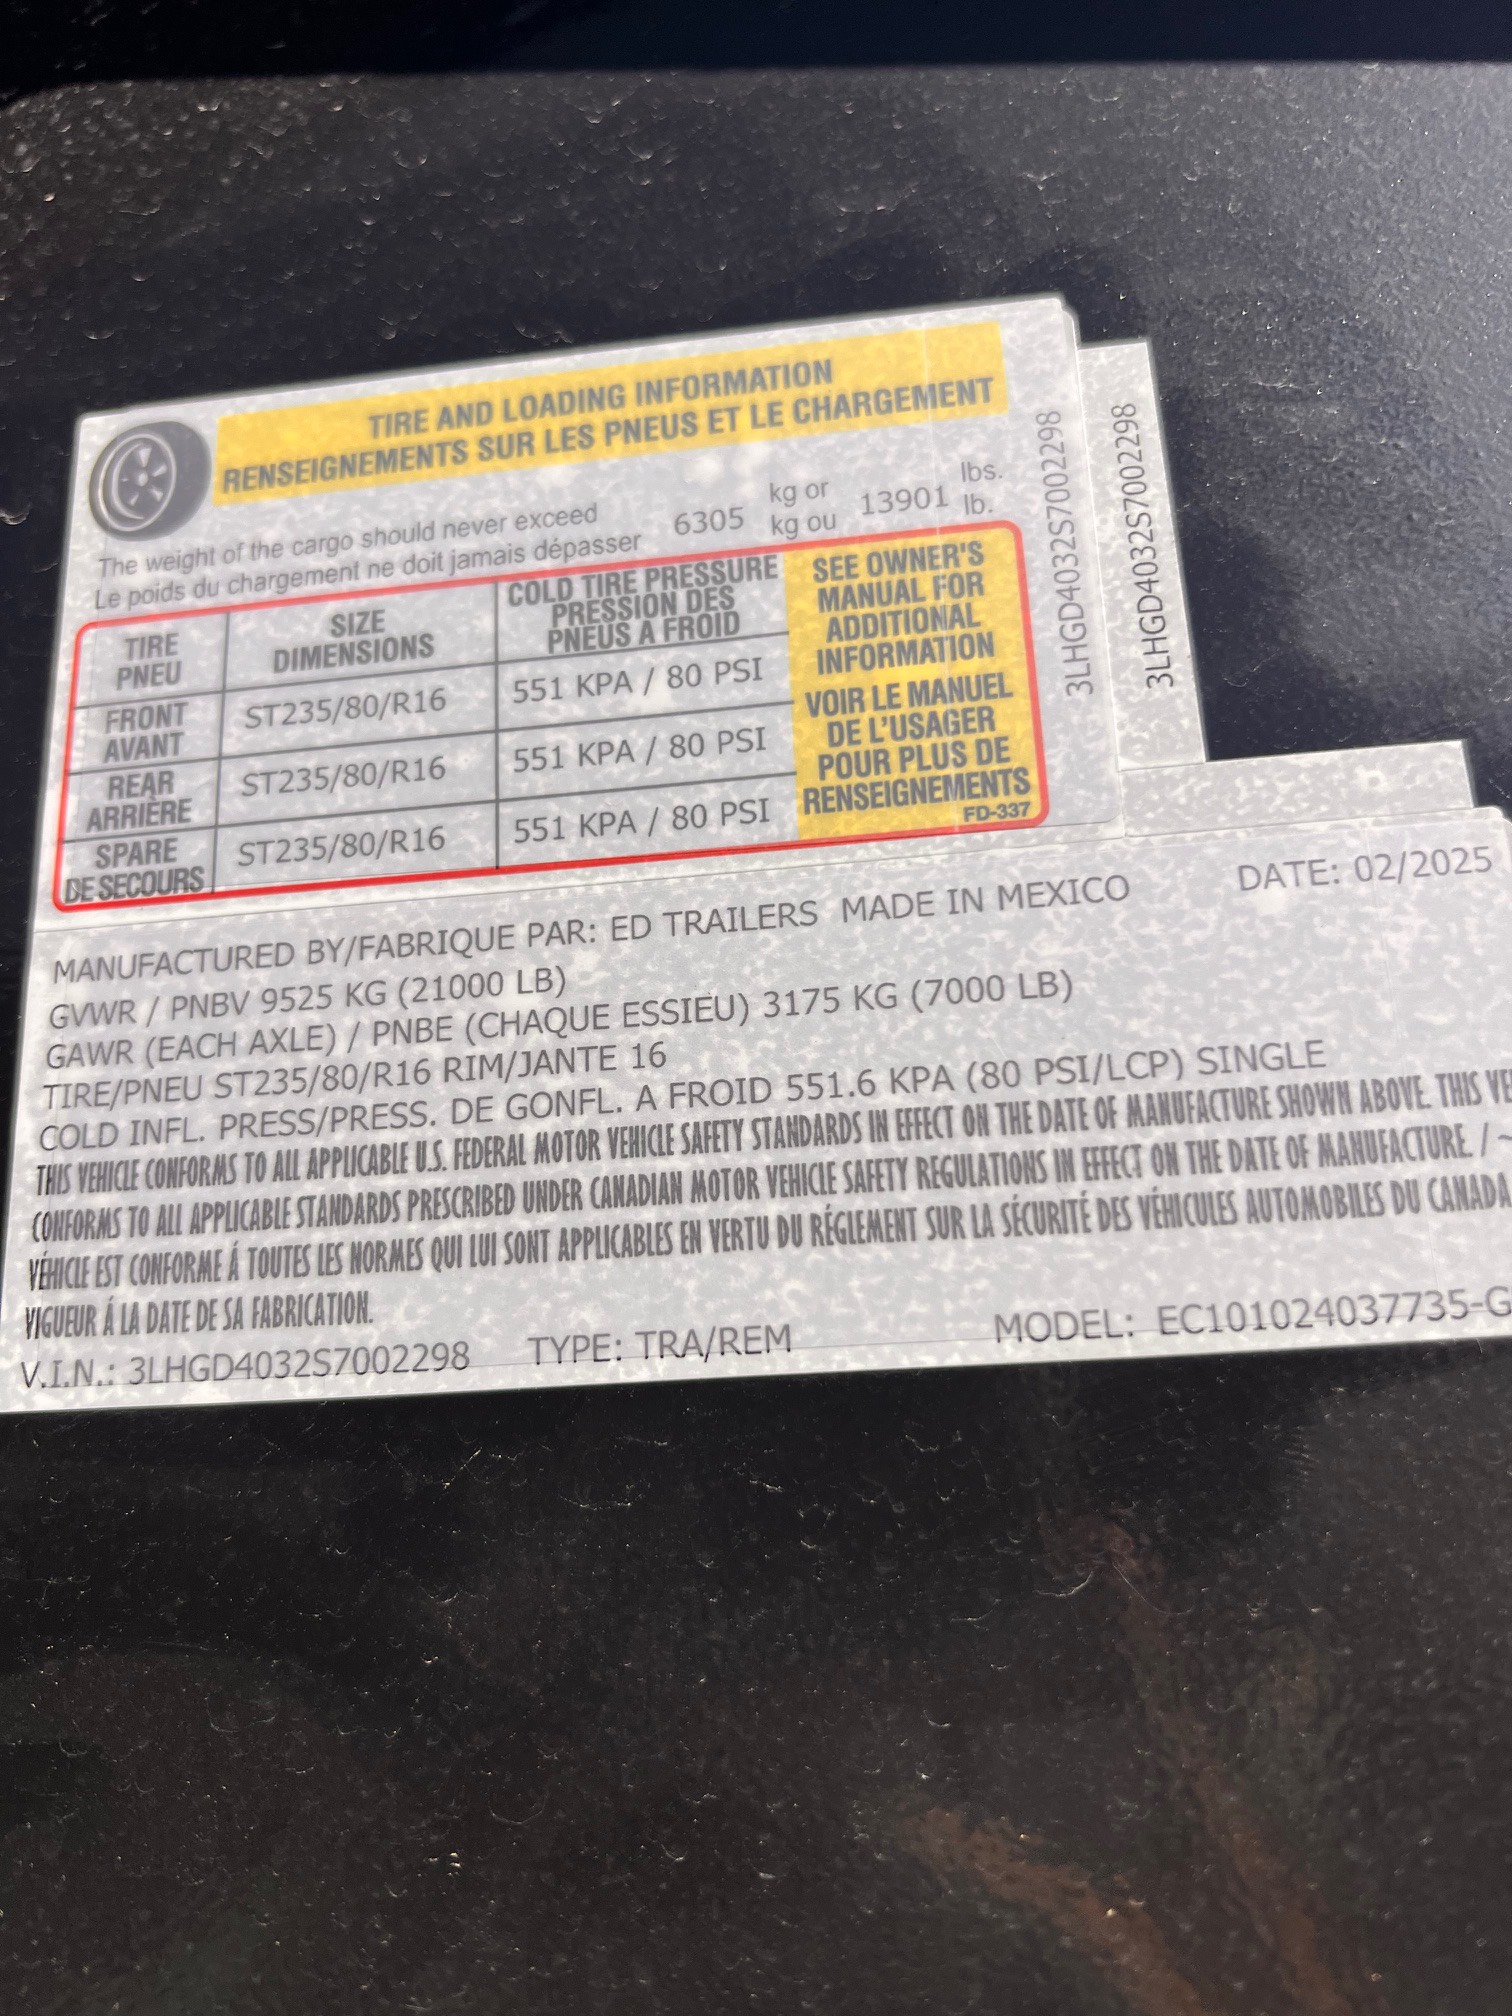 TIRE AND LOADING INFORMATION
RENSEIGNEMENTS SUR LES PNEUS ET LE CHARGEMENT
The weight of the cargo should never exceed
Le poids du chargement ne doit jamais dépasser
6305
kg or
kg ou
13901
lbs.
lb.
TIRE
PNEU
SIZE
DIMENSIONS
COLD TIRE PRESSURE
PRESSION DES
PNEUS A FROID
FRONT
AVANT
ST235/80/R16
551 KPA / 80 PSI
REAR
ARRIÈRE
ST235/80/R16
551 KPA / 80 PSI
SPARE
DE SECOURS
ST235/80/R16
551 KPA / 80 PSI
SEE OWNER'S
MANUAL FOR
ADDITIONAL
INFORMATION
VOIR LE MANUEL
DE L'USAGER
POUR PLUS DE
RENSEIGNEMENTS
FD-337
3LHGD4032S7002298
3LHGD4032S7002298
MANUFACTURED BY/FABRIQUE PAR: ED TRAILERS MADE IN MEXICO DATE: 02/2025
GVWR / PNBV 9525 KG (21000 LB)
GAWR (EACH AXLE) / PNBE (CHAQUE ESSIEU) 3175 KG (7000 LB)
TIRE/PNEU ST235/80/R16 RIM/JANTE 16
COLD INFL. PRESS/PRESS. DE GONFL. A FROID 551.6 KPA (80 PSI/LCP) SINGLE
THIS VEHICLE CONFORMS TO ALL APPLICABLE U.S. FEDERAL MOTOR VEHICLE SAFETY STANDARDS IN EFFECT ON THE DATE OF MANUFACTURE SHOWN ABOVE. THIS VE
CONFORMS TO ALL APPLICABLE STANDARDS PRESCRIBED UNDER CANADIAN MOTOR VEHICLE SAFETY REGULATIONS IN EFFECT ON THE DATE OF MANUFACTURE. /
VÉHICLE EST CONFORME Á TOUTES LES NORMES QUI LUI SONT APPLICABLES EN VERTU DU RÉGLEMENT SUR LA SÉCURITÉ DES VÉHICULES AUTOMOBILES DU CANADA
VIGUEUR Á LA DATE DE SA FABRICATION.
V.I.N.: 3LHGD4032S7002298 TYPE: TRA/REM MODEL: EC101024037735-G